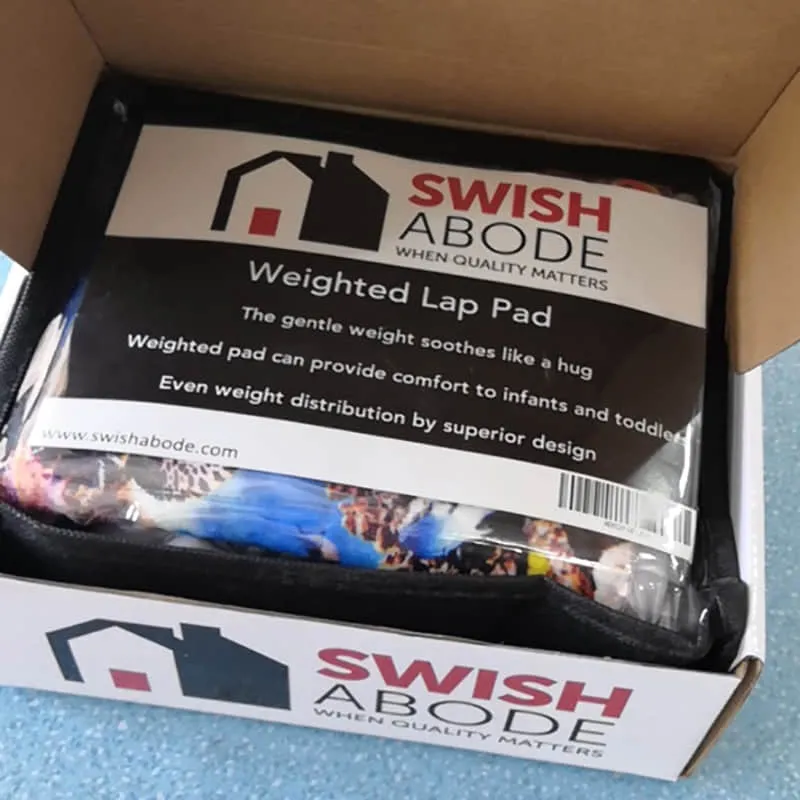 SWISH
ABODE
WHEN QUALITY MATTERS
Weighted Lap Pad
The gentle weight soothes like a hug
Weighted pad can provide comfort to infants and toddler
Even weight distribution by superior design
www.swishabode.com
SWISH
ABODE
WHEN QUALITY MATTERS